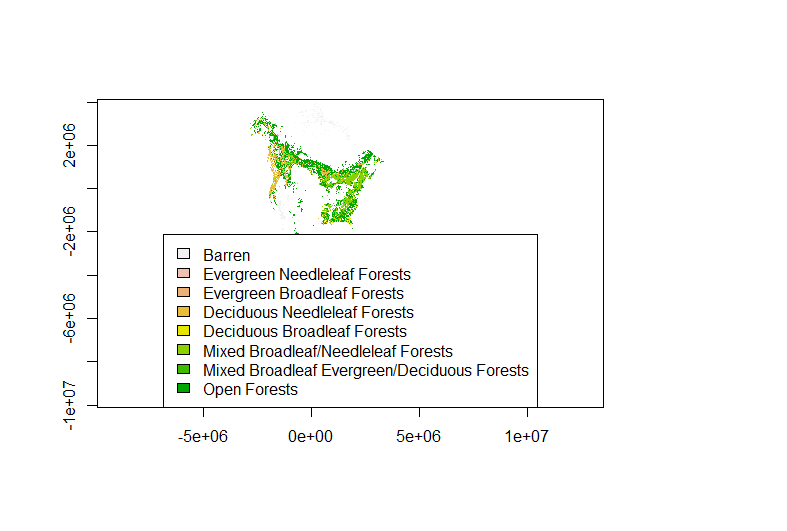 2e+06
-2e+06
-6e+06
-1e+07
Barren
Evergreen Needleleaf Forests
Evergreen Broadleaf Forests
Deciduous Needleleaf Forests
Deciduous Broadleaf Forests
Mixed Broadleaf/Needleleaf Forests
Mixed Broadleaf Evergreen/Deciduous Forests
Open Forests
-5e+06 0e+00 5e+06 1e+07